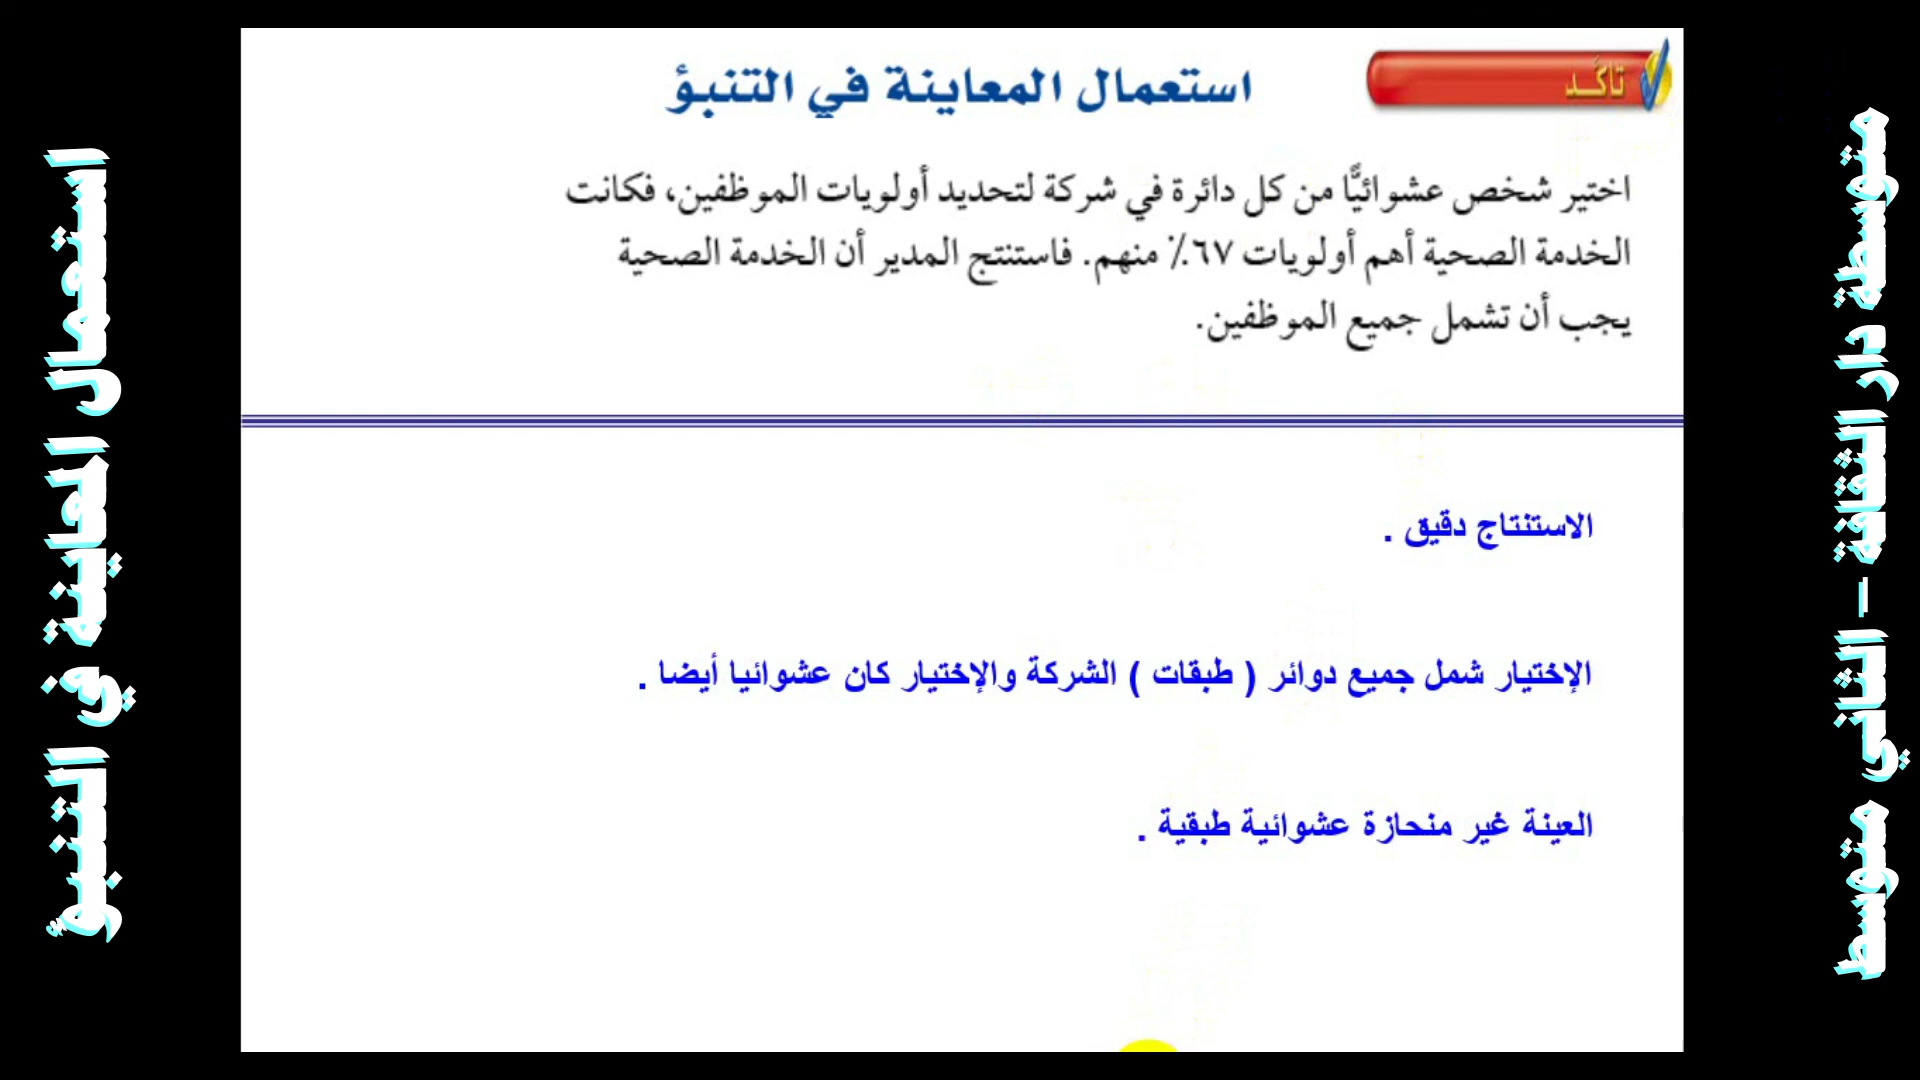 تأكد
استعمال المعاينة في التنبؤ
اختير شخص عشوائيًّا من كل دائرة في شركة لتحديد أولويات الموظفين، فكانت
الخدمة الصحية أهم أولويات ٦٧٪ منهم. فاستنتج المدير أن الخدمة الصحية
يجب أن تشمل جميع الموظفين.
الاستنتاج دقيق .
الإختيار شمل جميع دوائر ( طبقات ) الشركة والإختيار كان عشوائيا أيضا .
العينة غير منحازة عشوائية طبقية .
متوسطة دار الثقافة – الثاني متوسط
استعمال المعاينة في التنبؤ